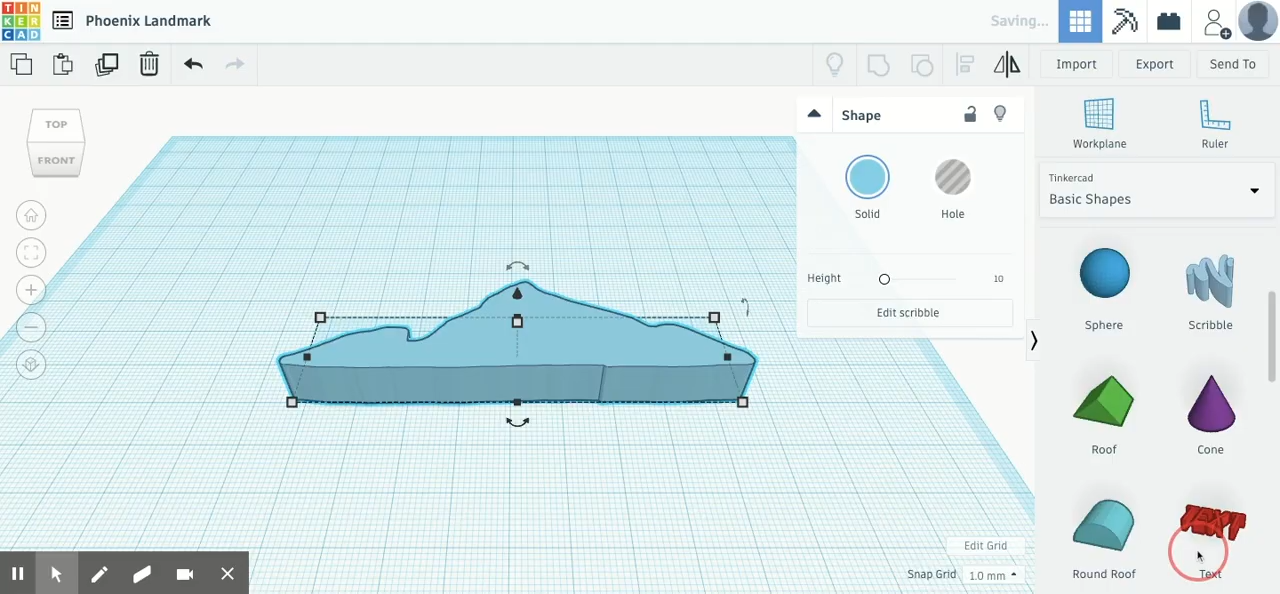 TIN
KER
CAD
Phoenix Landmark
Saving...
Import
Export
Send To
TOP
FRONT
Shape
Solid
Hole
Height
10
Edit scribble
Workplane
Ruler
Tinkercad
Basic Shapes
Sphere
Scribble
Roof
Cone
TEXT
Round Roof
Text
Edit Grid
Snap Grid
1.0 mm